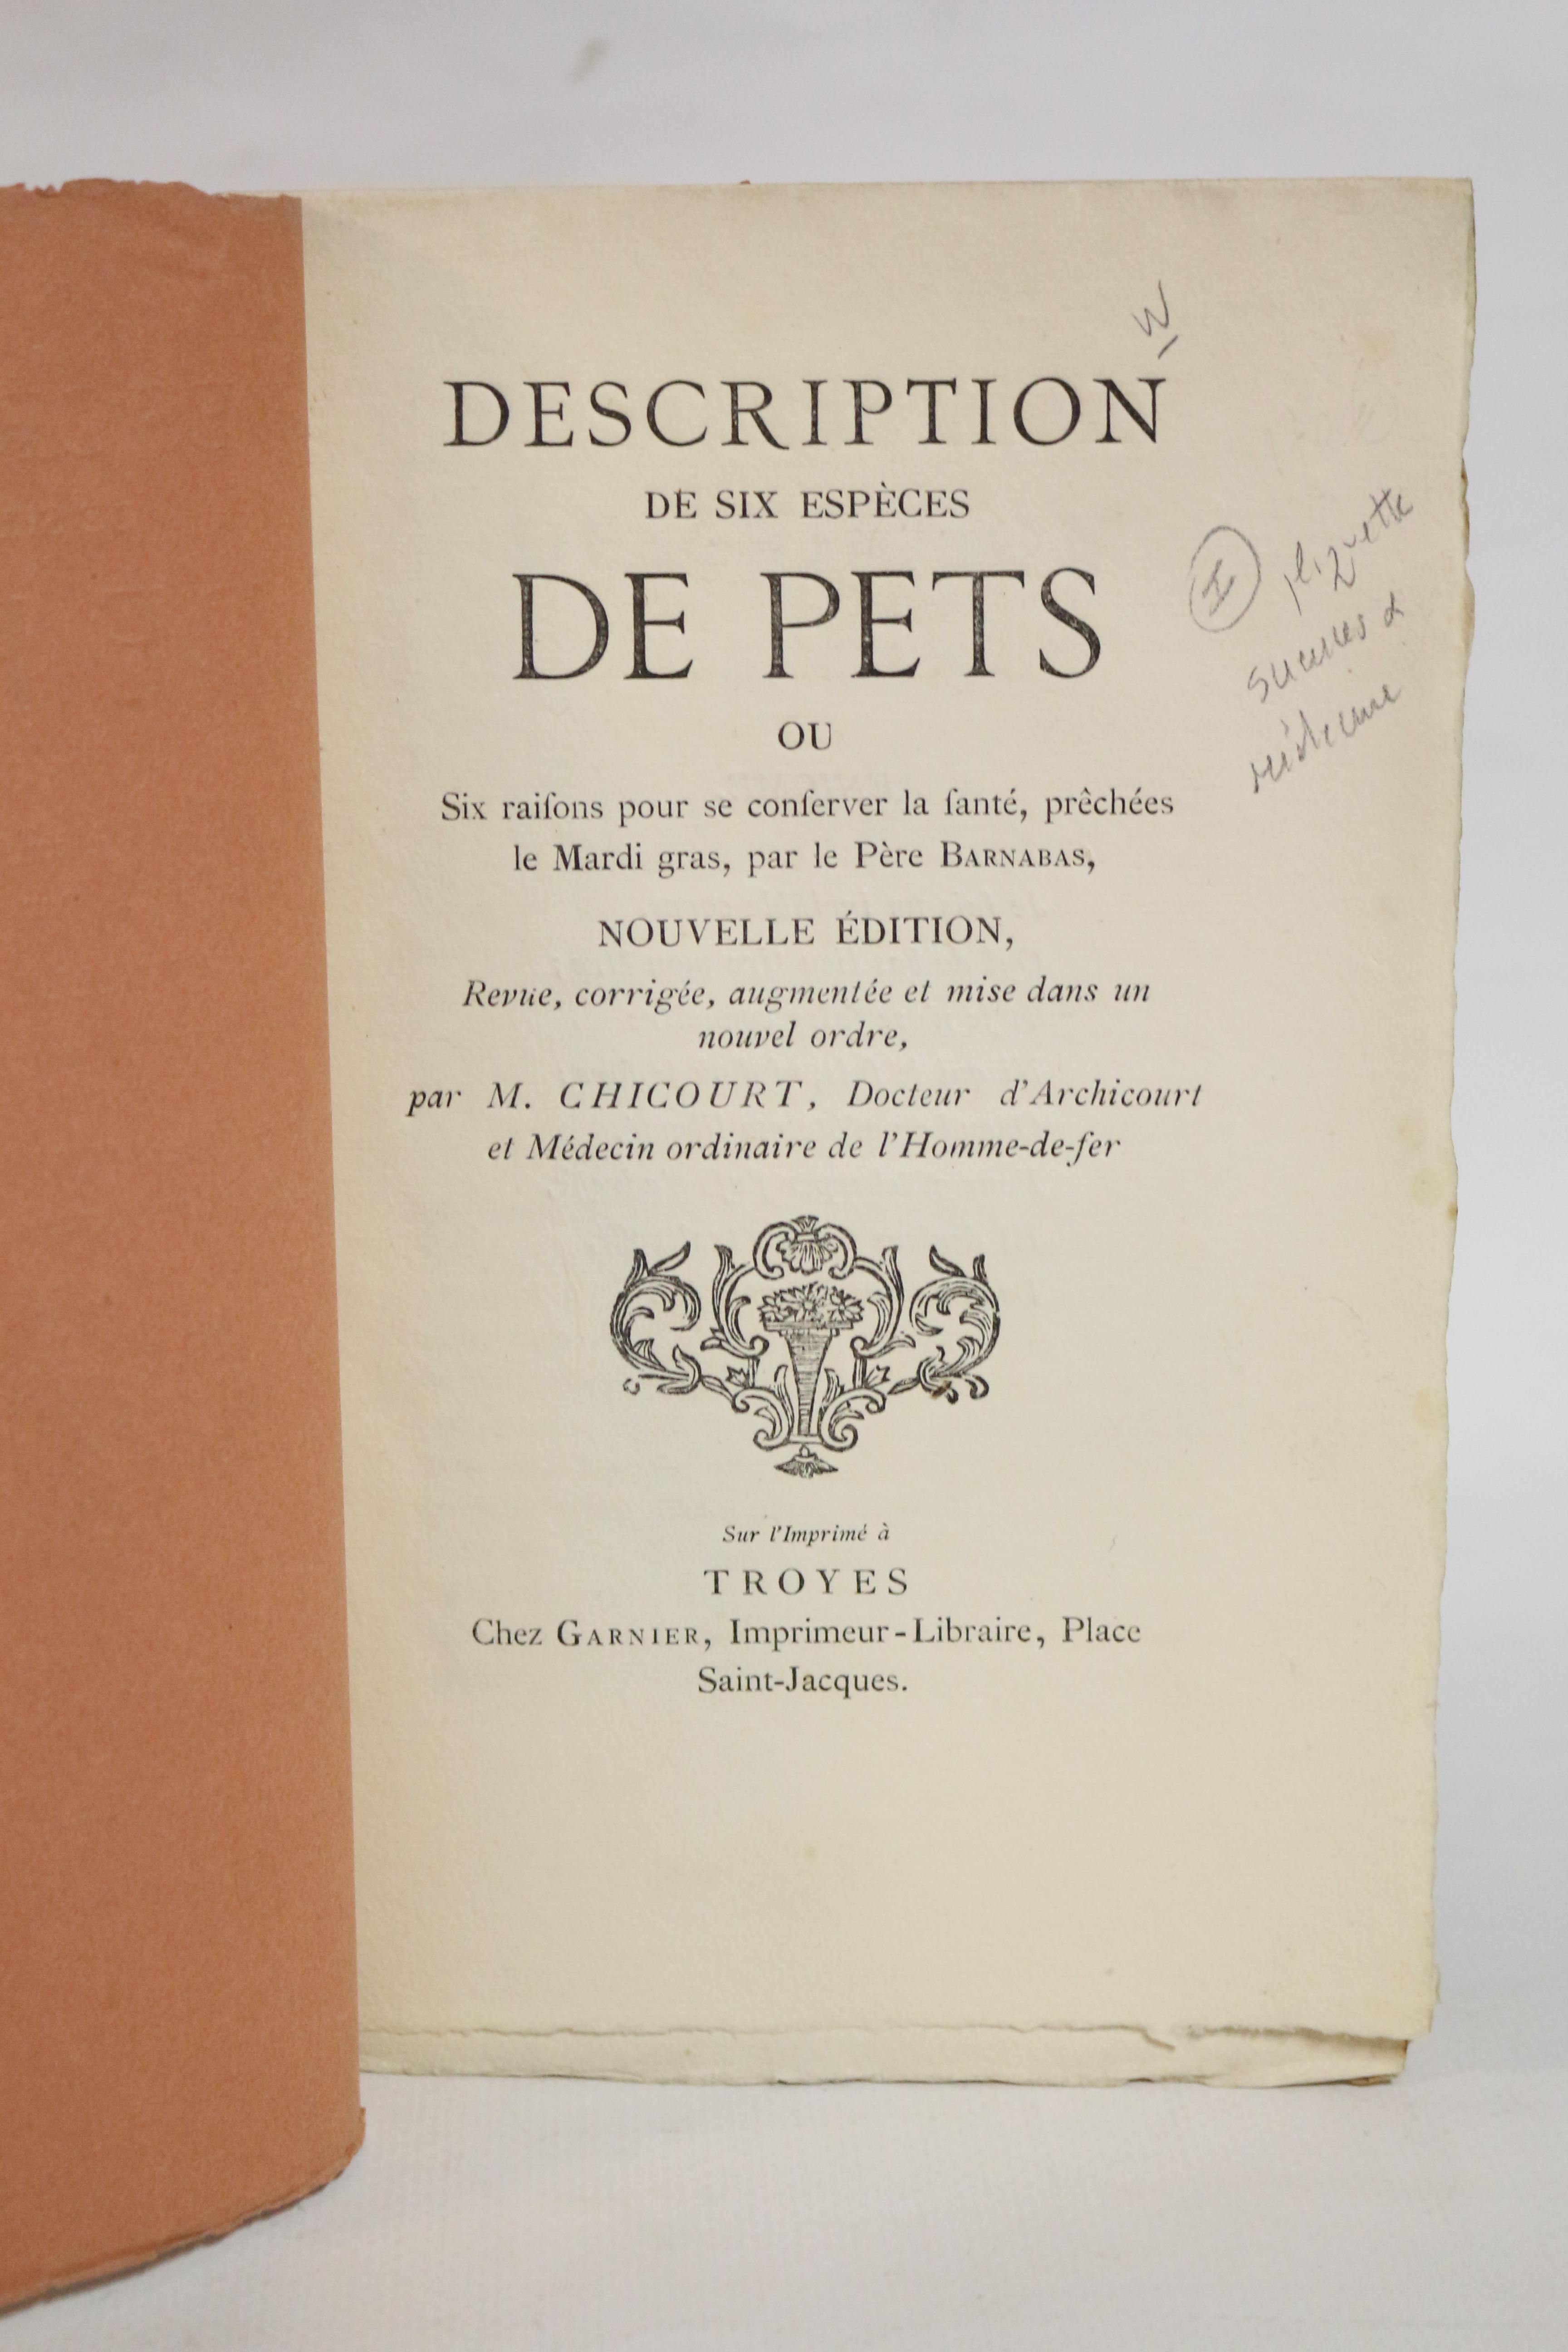 DESCRIPTION
DE SIX ESPÈCES
DE PETS
OU
Six raiſons pour se conſerver la ſanté, prêchées
le Mardi gras, par le Père BARNABAS,
NOUVELLE ÉDITION,
Revue, corrigée, augmentée et mise dans un
nouvel ordre,
par M. CHICOURT, Docteur d'Archicourt
et Médecin ordinaire de l'Homme-de-fer
Sur l'Imprimé à
TROYES
Chez GARNIER, Imprimeur-Libraire, Place
Saint-Jacques.
médecine